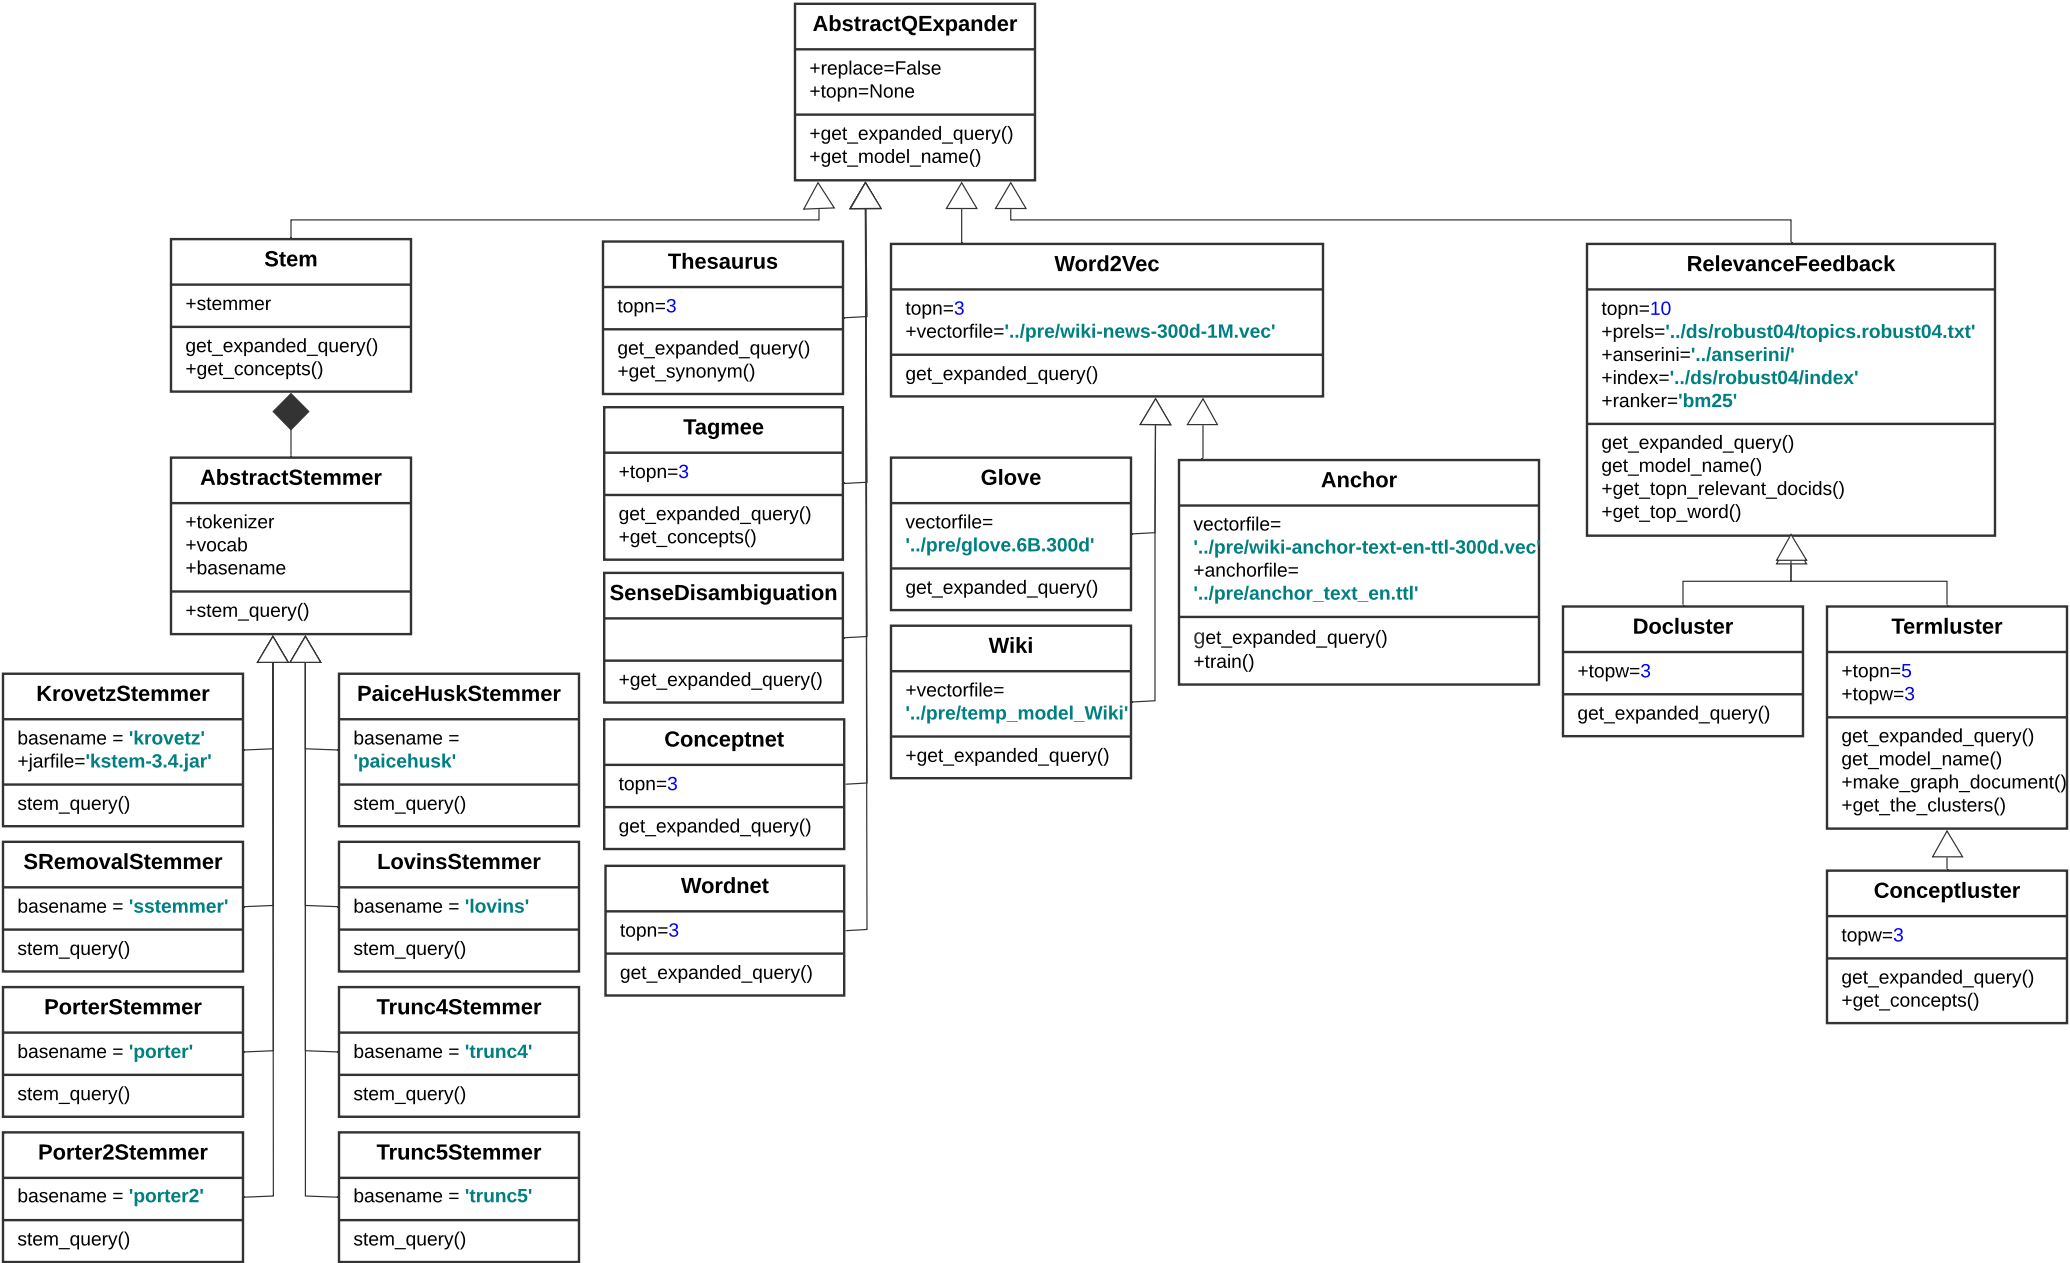 AbstractQExpander
+replace=False
+topn=None
+get_expanded_query()
+get_model_name()
Stem
+stemmer
get_expanded_query()
+get_concepts()
AbstractStemmer
+tokenizer
+vocab
+basename
+stem_query()
KrovetzStemmer
basename = 'krovetz'
+jarfile='kstem-3.4.jar'
stem_query()
PaiceHuskStemmer
basename =
'paicehusk'
stem_query()
SRemovalStemmer
basename = 'sstemmer'
stem_query()
LovinsStemmer
basename = 'lovins'
stem_query()
PorterStemmer
basename = 'porter'
stem_query()
Trunc4Stemmer
basename = 'trunc4'
stem_query()
Porter2Stemmer
basename = 'porter2'
stem_query()
Trunc5Stemmer
basename = 'trunc5'
stem_query()
Thesaurus
topn=3
get_expanded_query()
+get_synonym()
Tagmee
+topn=3
get_expanded_query()
+get_concepts()
SenseDisambiguation
+get_expanded_query()
Conceptnet
topn=3
get_expanded_query()
Wordnet
topn=3
get_expanded_query()
Word2Vec
topn=3
+vectorfile='../pre/wiki-news-300d-1M.vec'
get_expanded_query()
Glove
vectorfile=
'../pre/glove.6B.300d'
get_expanded_query()
Wiki
+vectorfile=
'../pre/temp_model_Wiki'
+get_expanded_query()
Anchor
vectorfile=
'../pre/wiki-anchor-text-en-ttl-300d.vec'
+anchorfile=
'../pre/anchor_text_en.ttl'
get_expanded_query()
+train()
RelevanceFeedback
topn=10
+prels='../ds/robust04/topics.robust04.txt'
+anserini='../anserini/'
+index='../ds/robust04/index'
+ranker='bm25'
get_expanded_query()
get_model_name()
+get_topn_relevant_docids()
+get_top_word()
Docluster
+topw=3
get_expanded_query()
Termluster
+topn=5
+topw=3
get_expanded_query()
get_model_name()
+make_graph_document()
+get_the_clusters()
Conceptluster
topw=3
get_expanded_query()
+get_concepts()